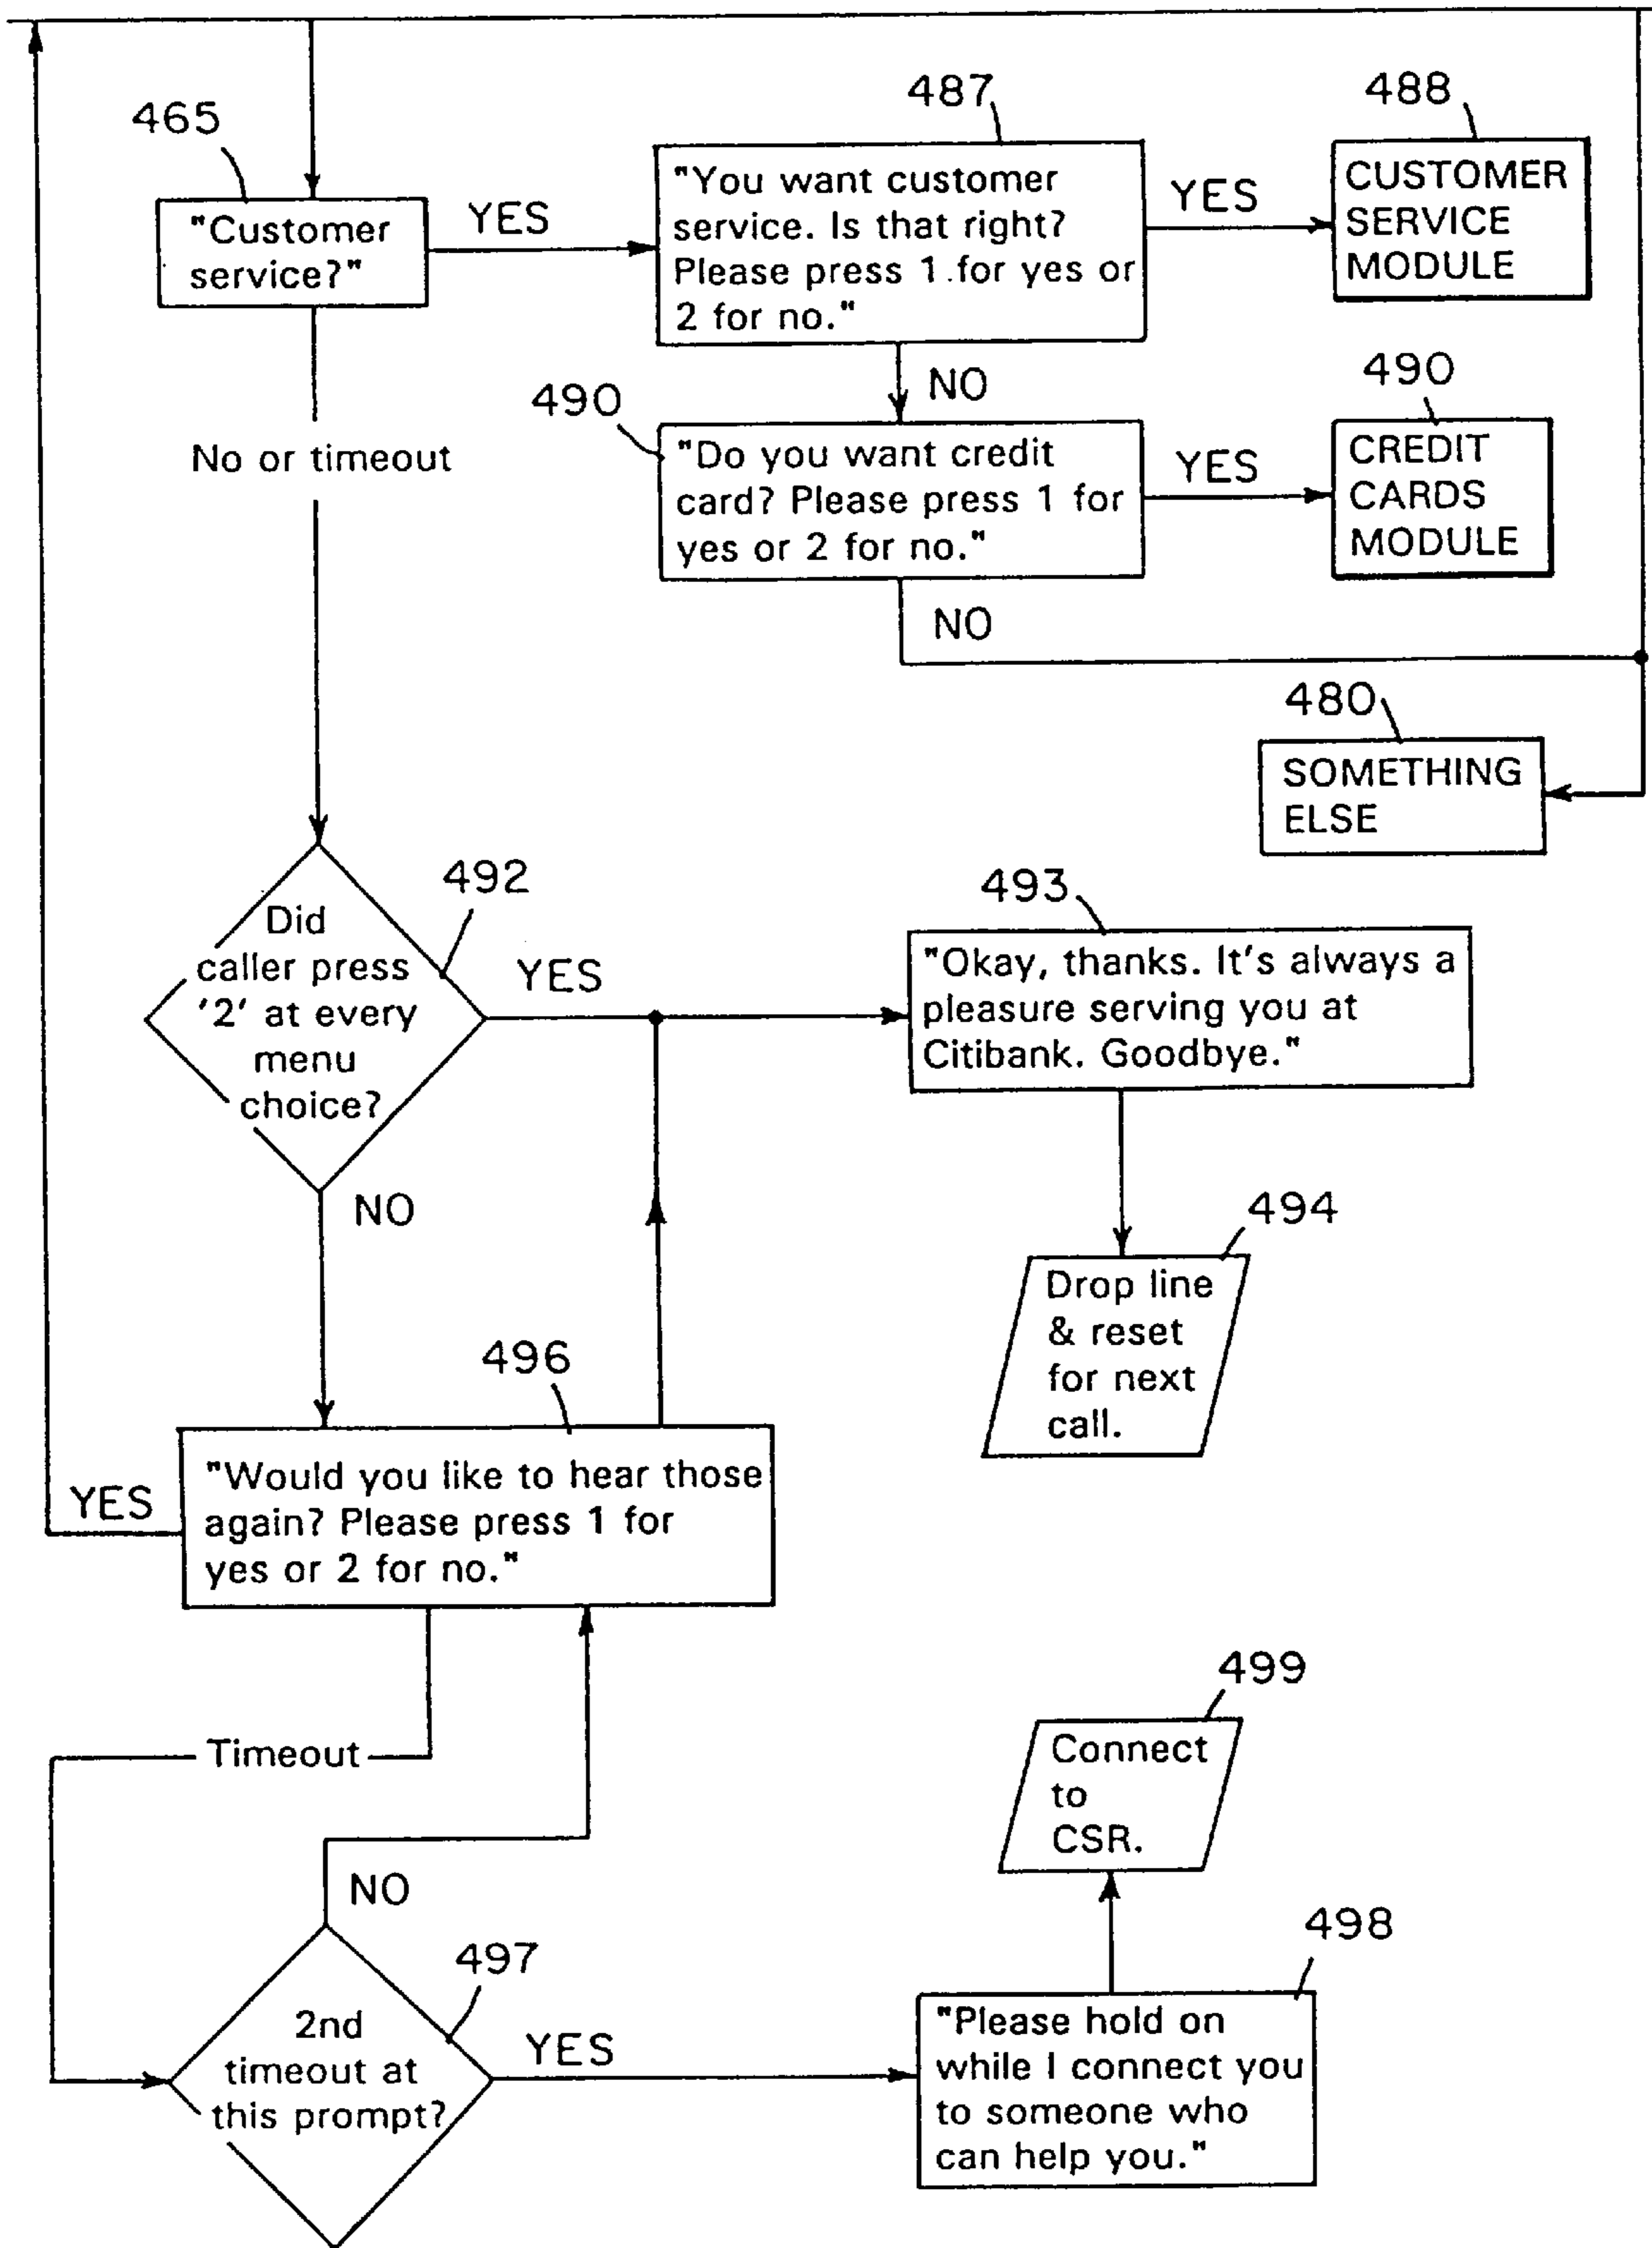 487
488
465
"You want customer
service. Is that right?
Please press 1 for yes or
2 for no."
CUSTOMER
SERVICE
MODULE
YES
YES
"Customer
service?"
NO
490
490
No or timeout
"Do you want credit
card? Please press 1 for
yes or 2 for no."
YES
CREDIT
CARDS
MODULE
NO
480
SOMETHING
ELSE
492
493
Did
caller press
'2' at every
menu
choice?
YES
"Okay, thanks. It's always a
pleasure serving you at
Citibank. Goodbye."
NO
494
Drop line
& reset
for next
call.
496
YES
"Would you like to hear those
again? Please press 1 for
yes or 2 for no."
499
Timeout
Connect
to
CSR.
NO
498
497
2nd
timeout at
this prompt?
YES
"Please hold on
while I connect you
to someone who
can help you."